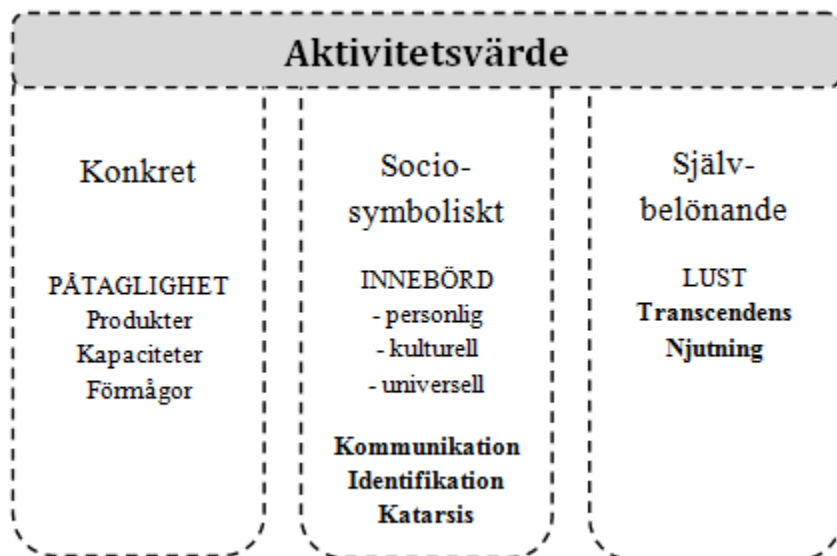 Aktivitetsvärde
Konkret
PÅTAGLIGHET
Produkter
Kapaciteter
Förmågor
Socio-
symboliskt
INNEBÖRD
- personlig
- kulturell
- universell
Kommunikation
Identifikation
Katarsis
Själv-
belönande
LUST
Transcendens
Njutning